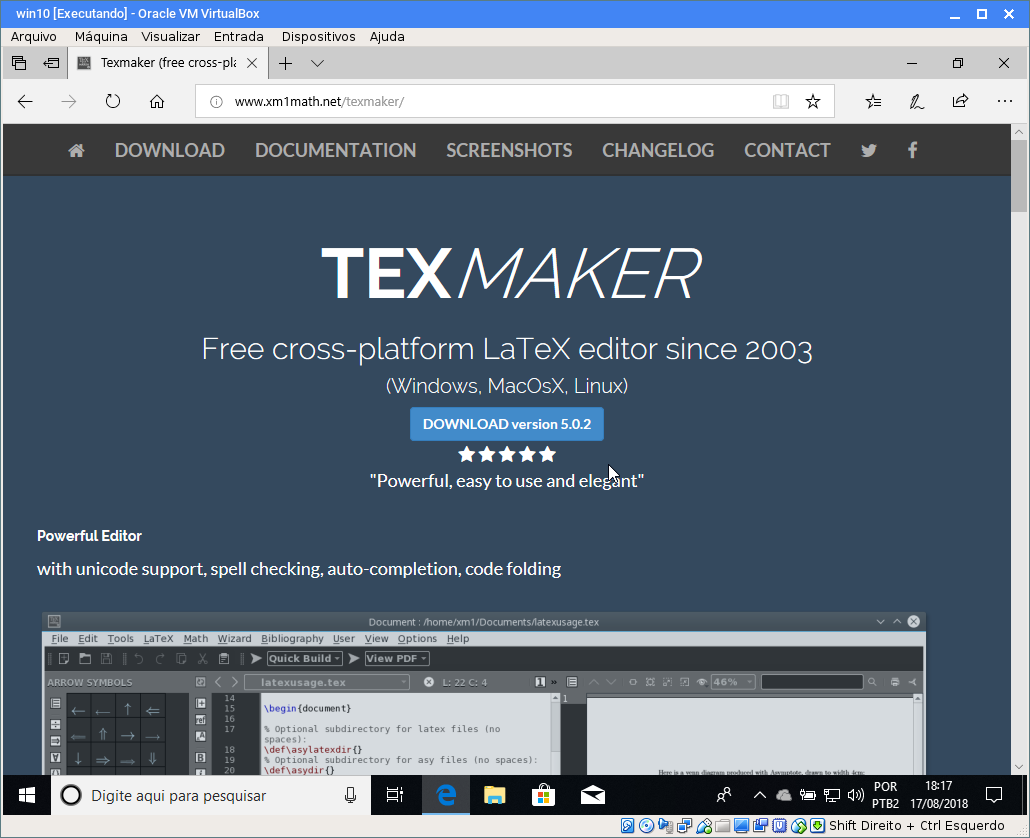 win10 [Executando] - Oracle VM VirtualBox
Arquivo Máquina Visualizar Entrada Dispositivos Ajuda
Texmaker (free cross-pla
www.xm1math.net/texmaker/
DOWNLOAD DOCUMENTATION SCREENSHOTS CHANGELOG CONTACT
TEXMAKER
Free cross-platform LaTeX editor since 2003
(Windows, MacOsX, Linux)
DOWNLOAD version 5.0.2
"Powerful, easy to use and elegant"
Powerful Editor
with unicode support, spell checking, auto-completion, code folding
Document : /home/xm1/Documents/latexusage.tex
File Edit Tools LaTeX Math Wizard Bibliography User View Options Help
Quick Build View PDF
ARROW SYMBOLS latexusage.tex L: 22 C: 4 1 » 46%
14 1
15 \begin{document}
16
17 % Optional subdirectory for latex files (no
spaces):
18 \def\asylatexdir{}
19 % Optional subdirectory for asy files (no spaces):
20 \def\asydir{}
Here is a venn diagram produced with Asymptote, drawn to width 4cm:
Digite aqui para pesquisar
POR 18:17
PTB2 17/08/2018
Shift Direito + Ctrl Esquerdo